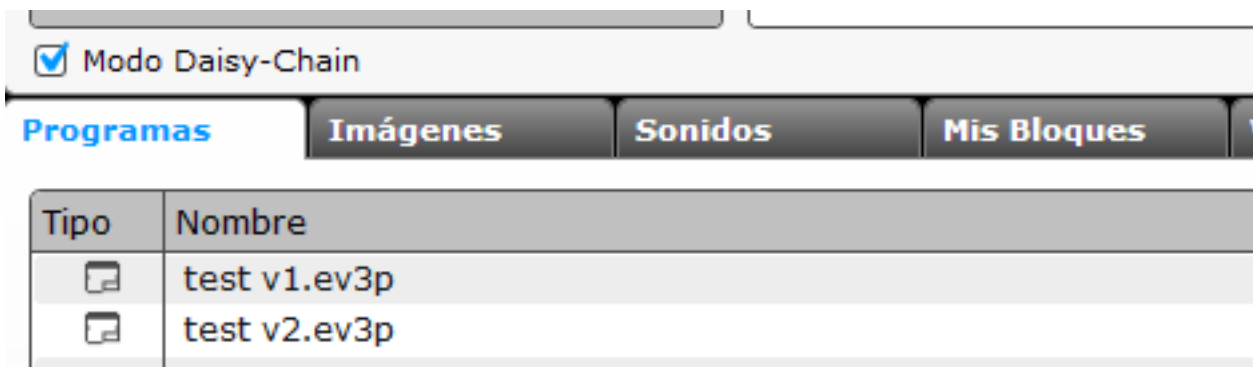 Modo Daisy-Chain
Programas Imágenes Sonidos Mis Bloques
Tipo Nombre
test v1.ev3p
test v2.ev3p